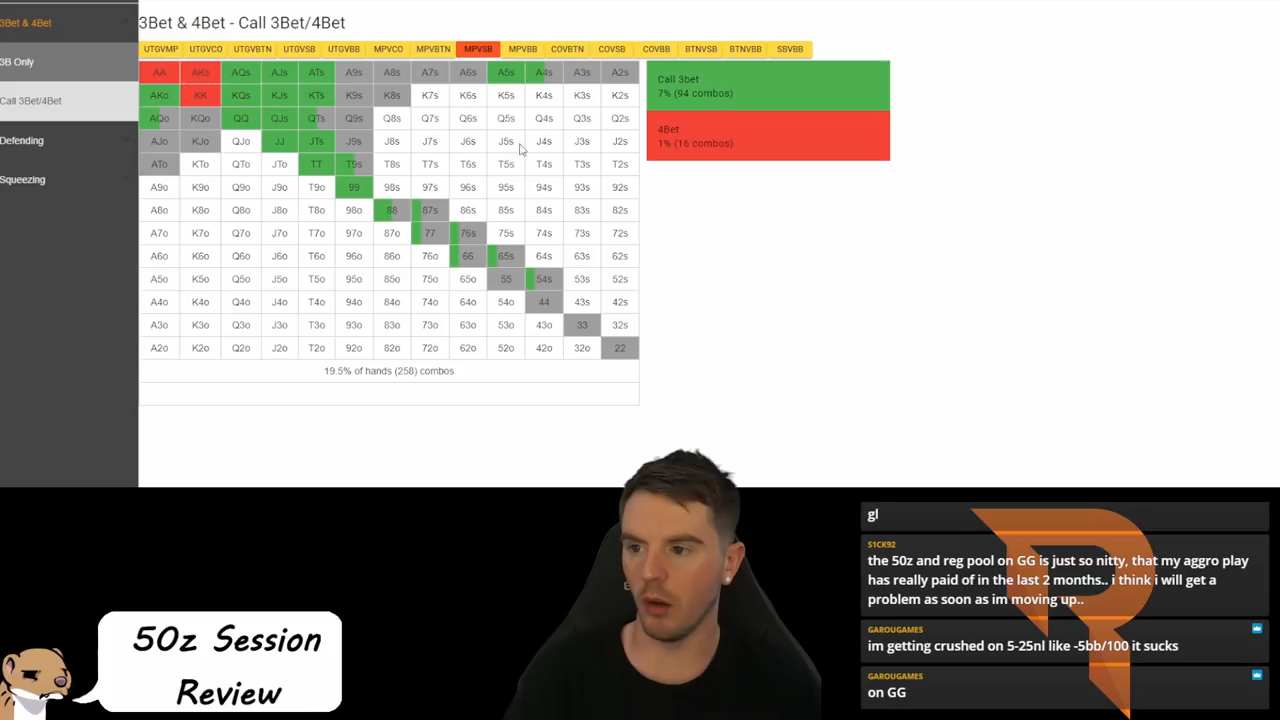 3Bet & 4Bet
3Bet & 4Bet - Call 3Bet/4Bet
UTGVMP UTGVCO UTGVBTN UTGVSB UTGVBB MPVCO MPVBTN MPVSB MPVBB COVBTN COVSB COVBB BTNVSB BTNVBB SBVBB
3B Only
Call 3Bet/4Bet
Defending
Squeezing
AA AKs AQs AJs ATs A9s A8s A7s A6s A5s A4s A3s A2s
AKo KK KQs KJs KTs K9s K8s K7s K6s K5s K4s K3s K2s
AQo KQo QQ QJs QTs Q9s Q8s Q7s Q6s Q5s Q4s Q3s Q2s
AJo KJo QJo JJ JTs J9s J8s J7s J6s J5s J4s J3s J2s
ATo KTo QTo JTo TT T9s T8s T7s T6s T5s T4s T3s T2s
A9o K9o Q9o J9o T9o 99 98s 97s 96s 95s 94s 93s 92s
A8o K8o Q8o J8o T8o 98o 88 87s 86s 85s 84s 83s 82s
A7o K7o Q7o J7o T7o 97o 87o 77 76s 75s 74s 73s 72s
A6o K6o Q6o J6o T6o 96o 86o 76o 66 65s 64s 63s 62s
A5o K5o Q5o J5o T5o 95o 85o 75o 65o 55 54s 53s 52s
A4o K4o Q4o J4o T4o 94o 84o 74o 64o 54o 44 43s 42s
A3o K3o Q3o J3o T3o 93o 83o 73o 63o 53o 43o 33 32s
A2o K2o Q2o J2o T2o 92o 82o 72o 62o 52o 42o 32o 22
19.5% of hands (258) combos
Call 3bet
7% (94 combos)
4Bet
1% (16 combos)
50z Session
Review
gl
S1CK92
the 50z and reg pool on GG is just so nitty, that my aggro play
has really paid of in the last 2 months.. i think i will get a
problem as soon as im moving up..
GAROUGAMES
im getting crushed on 5-25nl like -5bb/100 it sucks
GAROUGAMES
on GG